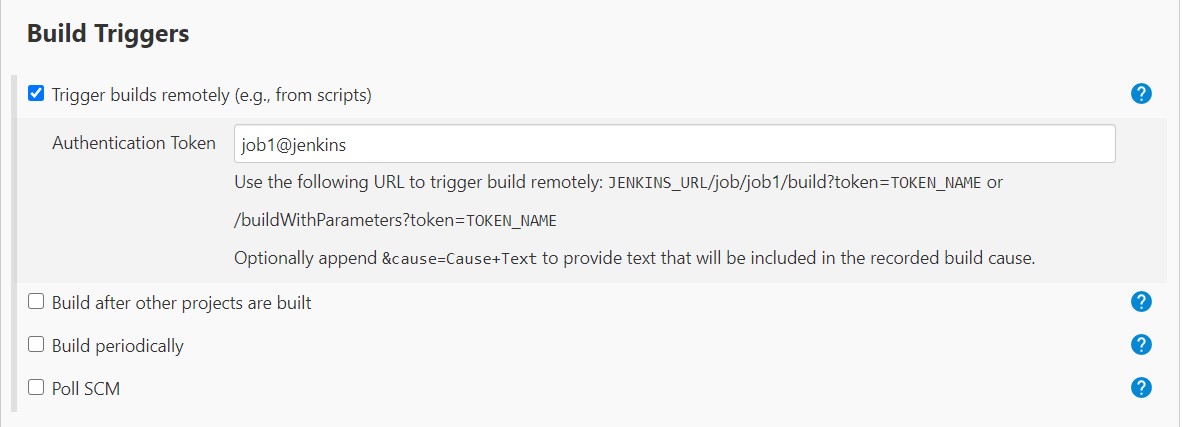 Build Triggers
Trigger builds remotely (e.g., from scripts)
?
Authentication Token
job1@jenkins
Use the following URL to trigger build remotely: JENKINS_URL/job/job1/build?token=TOKEN_NAME or
/buildWithParameters?token=TOKEN_NAME
Optionally append &cause=Cause+Text to provide text that will be included in the recorded build cause.
Build after other projects are built
?
Build periodically
?
Poll SCM
?